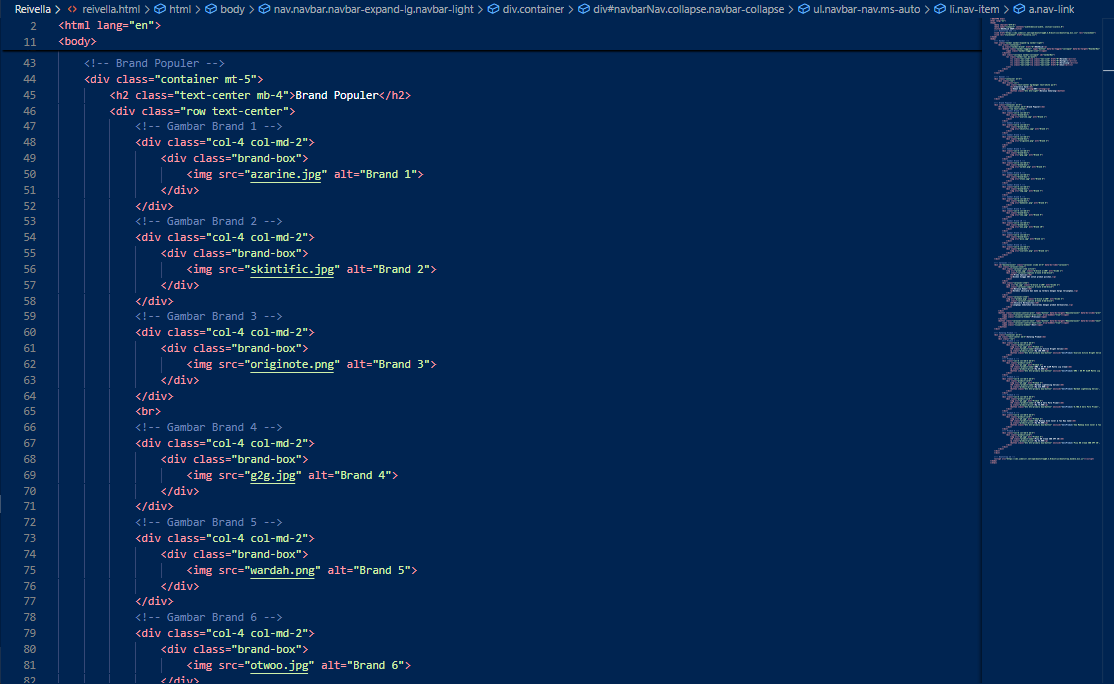 Reivella > <> reivella.html > html > body > nav.navbar.navbar-expand-lg.navbar-light > div.container > div#navbarNav.collapse.navbar-collapse > ul.navbar-nav.ms-auto > li.nav-item > a.nav-link
2 <html lang="en">
11 <body>
43 <!-- Brand Populer -->
44 <div class="container mt-5">
45 <h2 class="text-center mb-4">Brand Populer</h2>
46 <div class="row text-center">
47 <!-- Gambar Brand 1 -->
48 <div class="col-4 col-md-2">
49 <div class="brand-box">
50 <img src="azarine.jpg" alt="Brand 1">
51 </div>
52 </div>
53 <!-- Gambar Brand 2 -->
54 <div class="col-4 col-md-2">
55 <div class="brand-box">
56 <img src="skintific.jpg" alt="Brand 2">
57 </div>
58 </div>
59 <!-- Gambar Brand 3 -->
60 <div class="col-4 col-md-2">
61 <div class="brand-box">
62 <img src="originote.png" alt="Brand 3">
63 </div>
64 </div>
65 <br>
66 <!-- Gambar Brand 4 -->
67 <div class="col-4 col-md-2">
68 <div class="brand-box">
69 <img src="g2g.jpg" alt="Brand 4">
70 </div>
71 </div>
72 <!-- Gambar Brand 5 -->
73 <div class="col-4 col-md-2">
74 <div class="brand-box">
75 <img src="wardah.png" alt="Brand 5">
76 </div>
77 </div>
78 <!-- Gambar Brand 6 -->
79 <div class="col-4 col-md-2">
80 <div class="brand-box">
81 <img src="otwoo.jpg" alt="Brand 6">
82 </div>